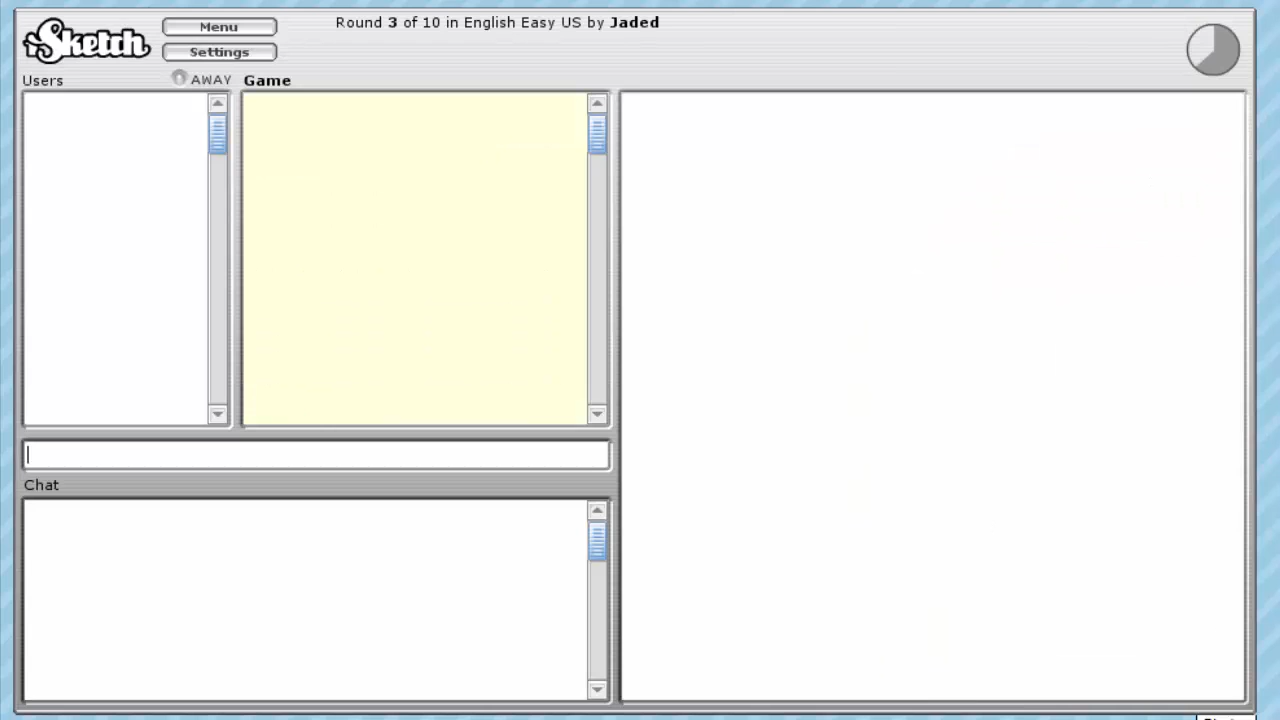 iSketch
Menu
Settings
Round 3 of 10 in English Easy US by Jaded
Users
AWAY
Game
Chat